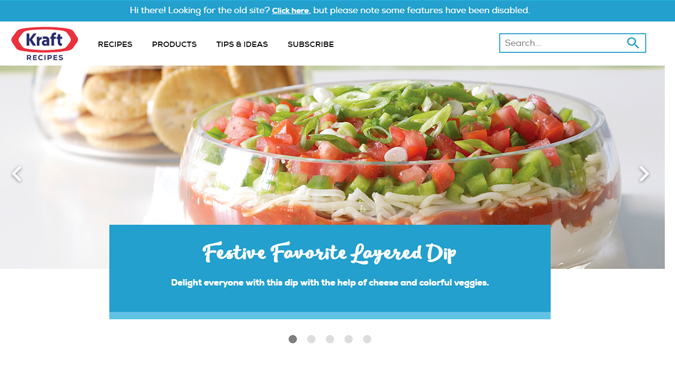 Hi there! Looking for the old site? Click here, but please note some features have been disabled.
Kraft
RECIPES
RECIPES PRODUCTS TIPS & IDEAS SUBSCRIBE
Search...
Festive Favorite Layered Dip
Delight everyone with this dip with the help of cheese and colorful veggies.